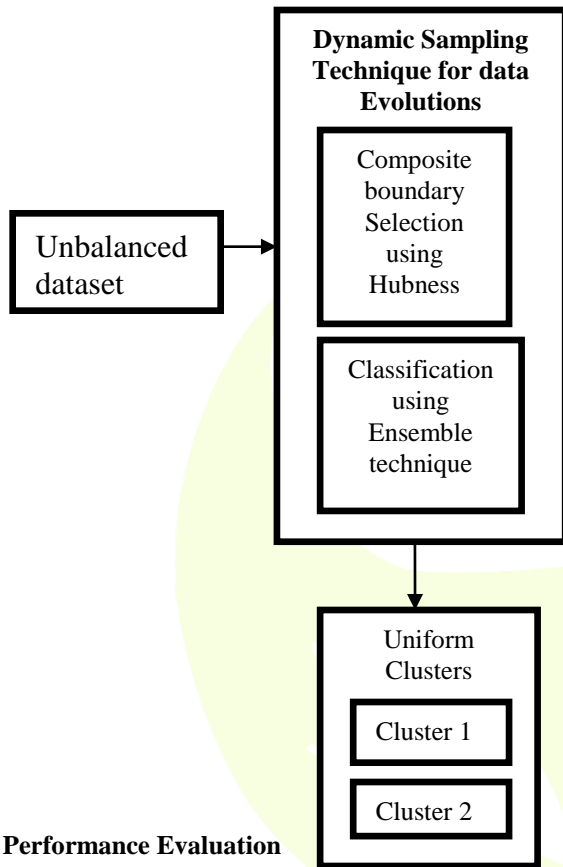 Dynamic Sampling
Technique for data
Evolutions
Composite
boundary
Selection
using
Hubness
Unbalanced
dataset
Classification
using
Ensemble
technique
Uniform
Clusters
Cluster 1
Cluster 2
Performance Evaluation